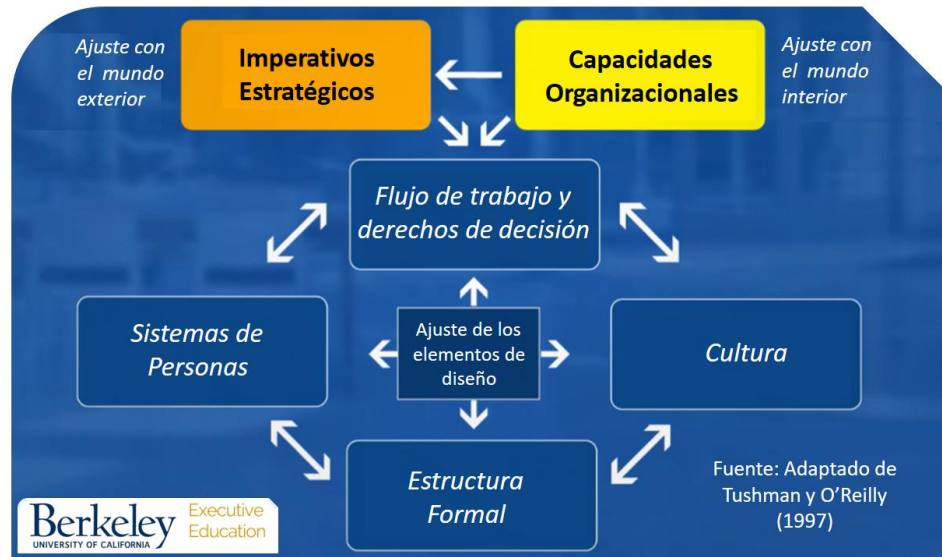 Ajuste con
el mundo
exterior
Imperativos
Estratégicos
Capacidades
Organizacionales
Ajuste con
el mundo
interior
Flujo de trabajo y
derechos de decisión
Sistemas de
Personas
Ajuste de los
elementos de
diseño
Cultura
Estructura
Formal
Fuente: Adaptado de
Tushman y O’Reilly
(1997)
Berkeley
UNIVERSITY OF CALIFORNIA
Executive
Education